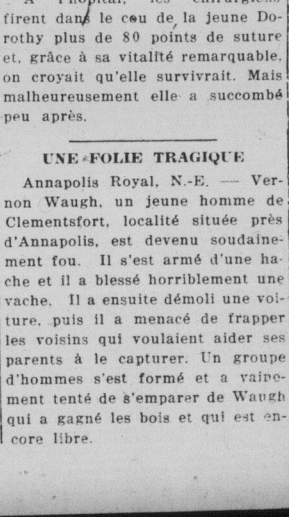 A l'hôpital, les chirurgiens
firent dans le cou de la jeune Do-
rothy plus de 80 points de suture
et, grâce à sa vitalité remarquable,
on croyait qu'elle survivrait. Mais
malheureusement elle a succombé
peu après.
UNE FOLIE TRAGIQUE
Annapolis Royal, N.-E. — Ver-
non Waugh, un jeune homme de
Clementsfort, localité située près
d'Annapolis, est devenu soudaine-
ment fou. Il s'est armé d'une ha-
che et il a blessé horriblement une
vache. Il a ensuite démoli une voi-
ture, puis il a menacé de frapper
les voisins qui voulaient aider ses
parents à le capturer. Un groupe
d'hommes s'est formé et a vaine-
ment tenté de s'emparer de Waugh
qui a gagné les bois et qui est en-
core libre.